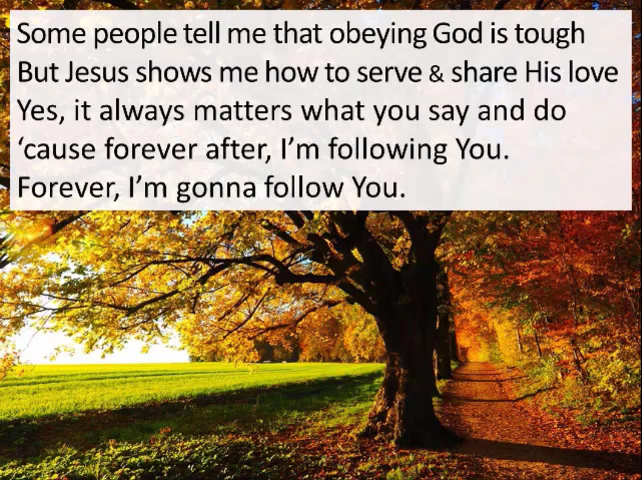 Some people tell me that obeying God is tough
But Jesus shows me how to serve & share His love
Yes, it always matters what you say and do
‘cause forever after, I’m following You.
Forever, I’m gonna follow You.